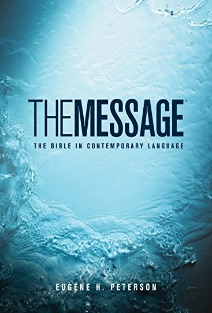 THEMESSAGE®
THE BIBLE IN CONTEMPORARY LANGUAGE
EUGENE H. PETERSON